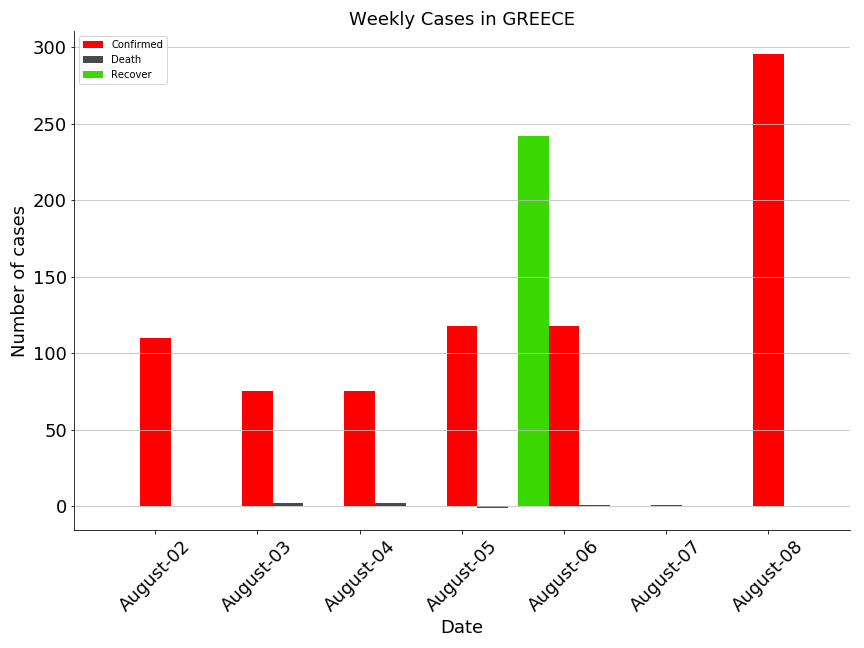 Weekly Cases in GREECE
Confirmed
Death
Recover
300
250
200
150
100
50
0
Number of cases
August-02
August-03
August-04
August-05
August-06
August-07
August-08
Date